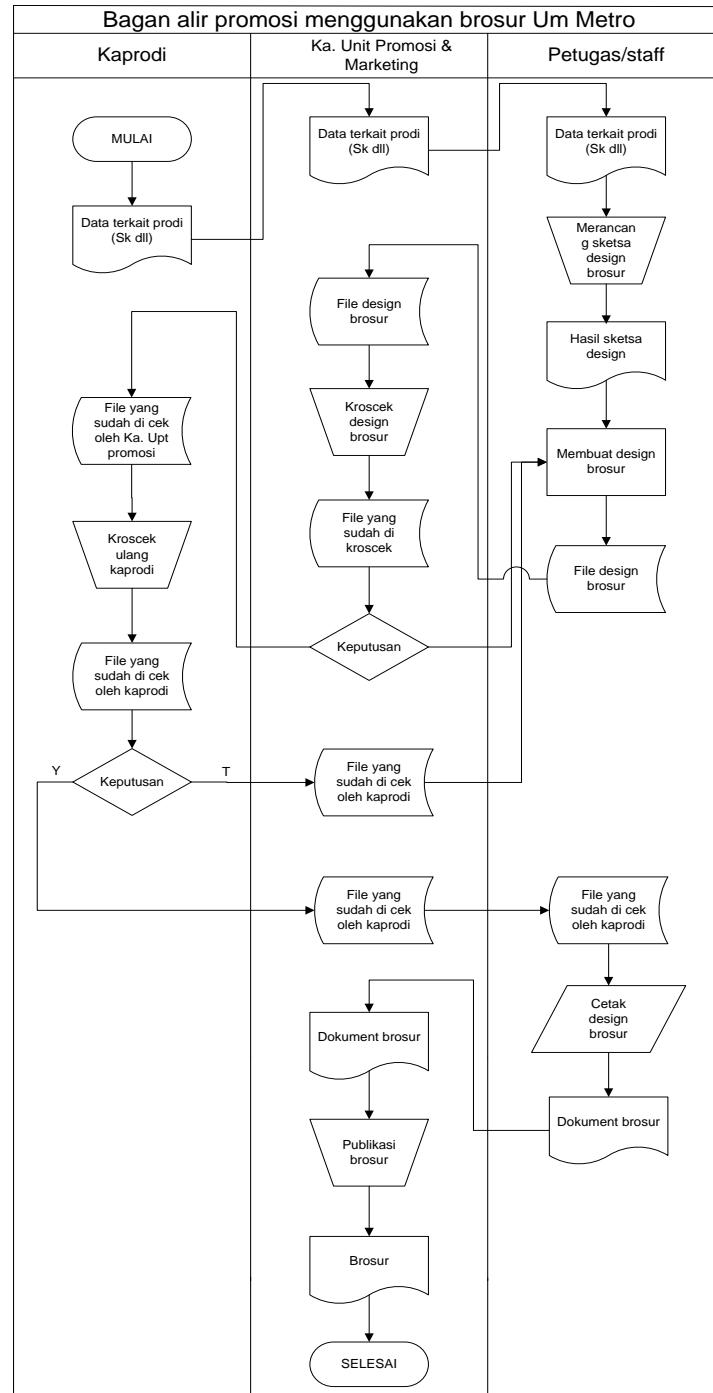 Bagan alir promosi menggunakan brosur Um Metro
Kaprodi
Ka. Unit Promosi &
Marketing
Petugas/staff
MULAI
Data terkait prodi
(Sk dll)
Data terkait prodi
(Sk dll)
Data terkait prodi
(Sk dll)
Merancan
g sketsa
design
brosur
File design
brosur
Hasil sketsa
design
File yang
sudah di cek
oleh Ka. Upt
promosi
Kroscek
design
brosur
Membuat design
brosur
Kroscek
ulang
kaprodi
File yang
sudah di
kroscek
File design
brosur
File yang
sudah di cek
oleh kaprodi
Keputusan
Y
Keputusan
T
File yang
sudah di cek
oleh kaprodi
File yang
sudah di cek
oleh kaprodi
File yang
sudah di cek
oleh kaprodi
Cetak
design
brosur
Dokument brosur
Dokument brosur
Publikasi
brosur
Brosur
SELESAI